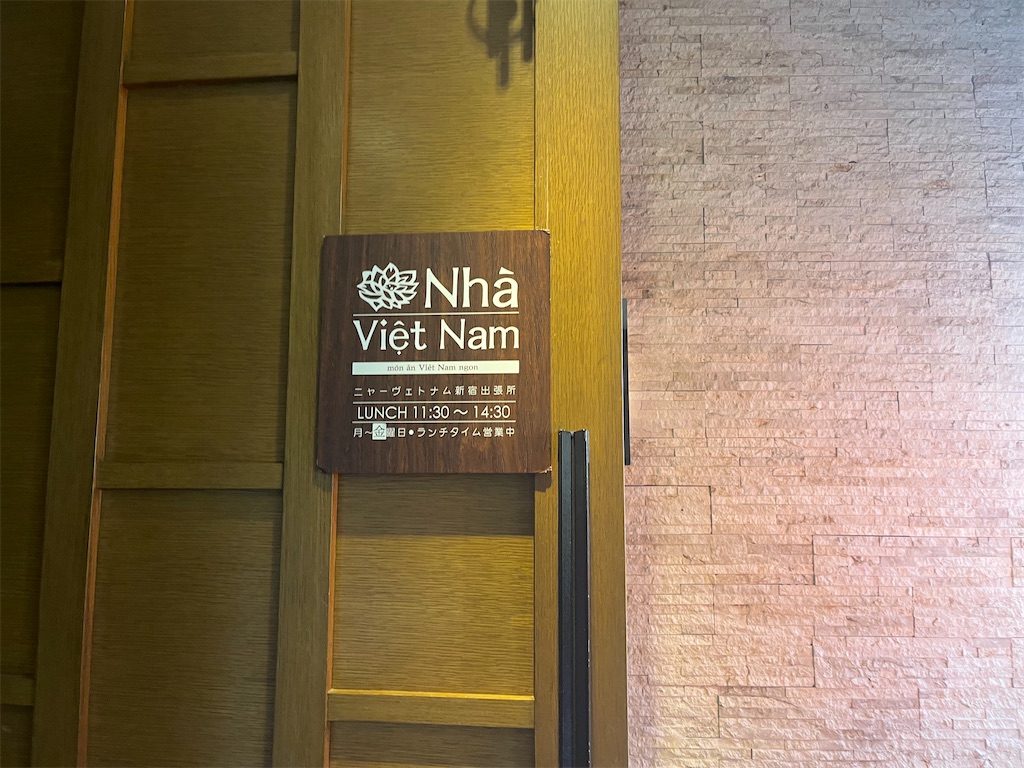 Nhà
Việt Nam
món ăn Việt Nam ngon
ニャーヴェトナム新宿出張所
LUNCH 11:30～14:30
月～金曜日●ランチタイム営業中